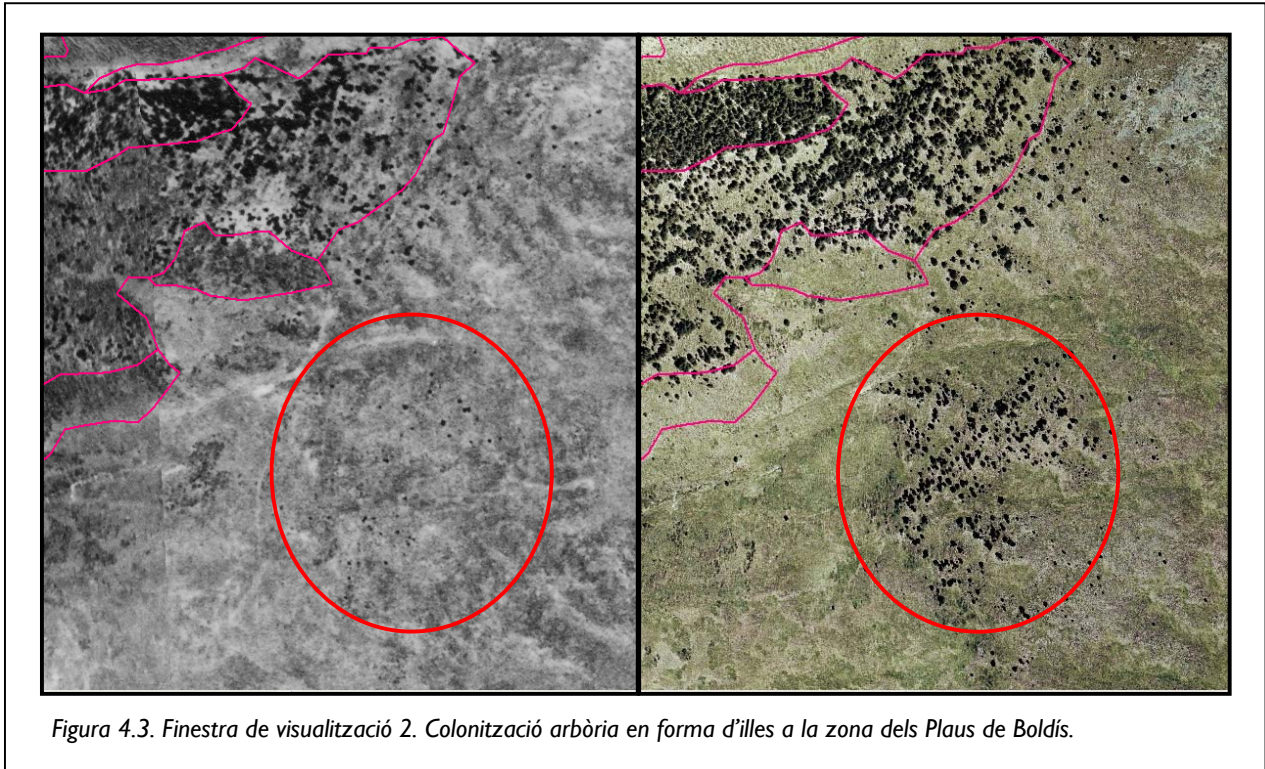 Figura 4.3. Finestra de visualització 2. Colonització arbòria en forma d'illes a la zona dels Plaus de Boldís.